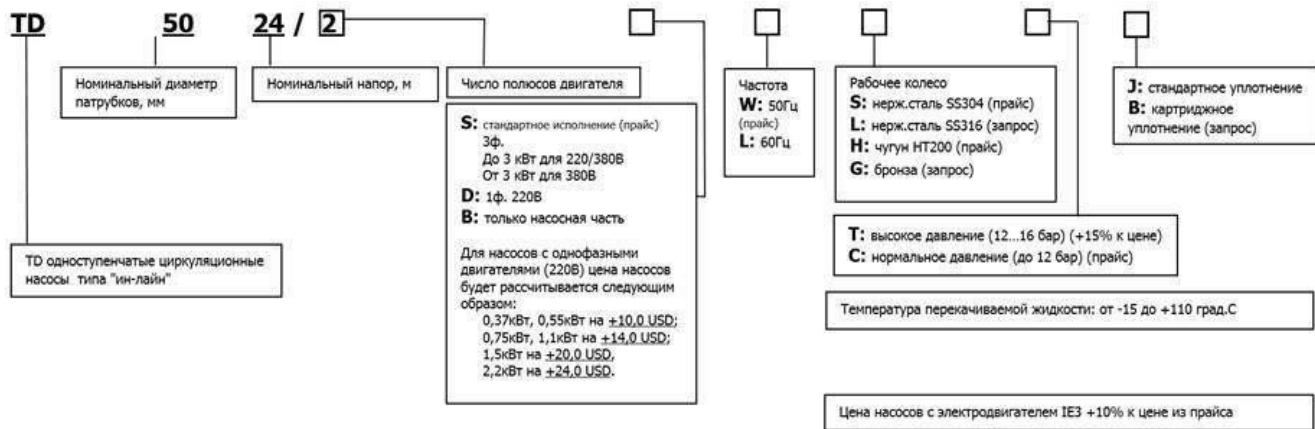 TD 50 24 / 2
Номинальный диаметр
патрубков, мм
Номинальный напор, м
Число полюсов двигателя
S: стандартное исполнение (прайс)
3ф.
До 3 кВт для 220/380В
От 3 кВт для 380В
D: 1ф. 220В
B: только насосная часть
Для насосов с однофазными
двигателями (220В) цена насосов
будет рассчитывается следующим
образом:
0,37кВт, 0,55кВт на +10,0 USD;
0,75кВт, 1,1кВт на +14,0 USD;
1,5кВт на +20,0 USD,
2,2кВт на +24,0 USD.
Частота
W: 50Гц
(прайс)
L: 60Гц
Рабочее колесо
S: нерж.сталь SS304 (прайс)
L: нерж.сталь SS316 (запрос)
H: чугун HT200 (прайс)
G: бронза (запрос)
J: стандартное уплотнение
B: картриджное
уплотнение (запрос)
TD одноступенчатые циркуляционные
насосы типа "ин-лайн"
T: высокое давление (12...16 бар) (+15% к цене)
C: нормальное давление (до 12 бар) (прайс)
Температура перекачиваемой жидкости: от -15 до +110 град.С
Цена насосов с электродвигателем IE3 +10% к цене из прайса